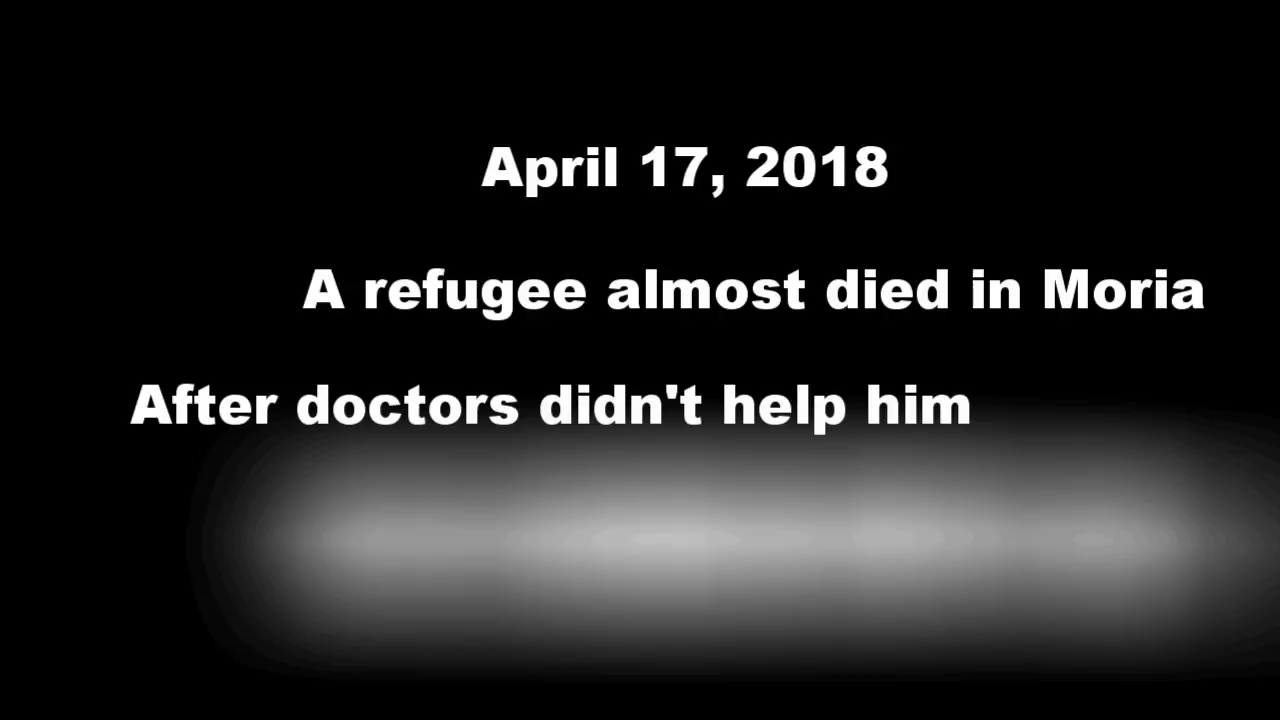 April 17, 2018
A refugee almost died in Moria
After doctors didn't help him